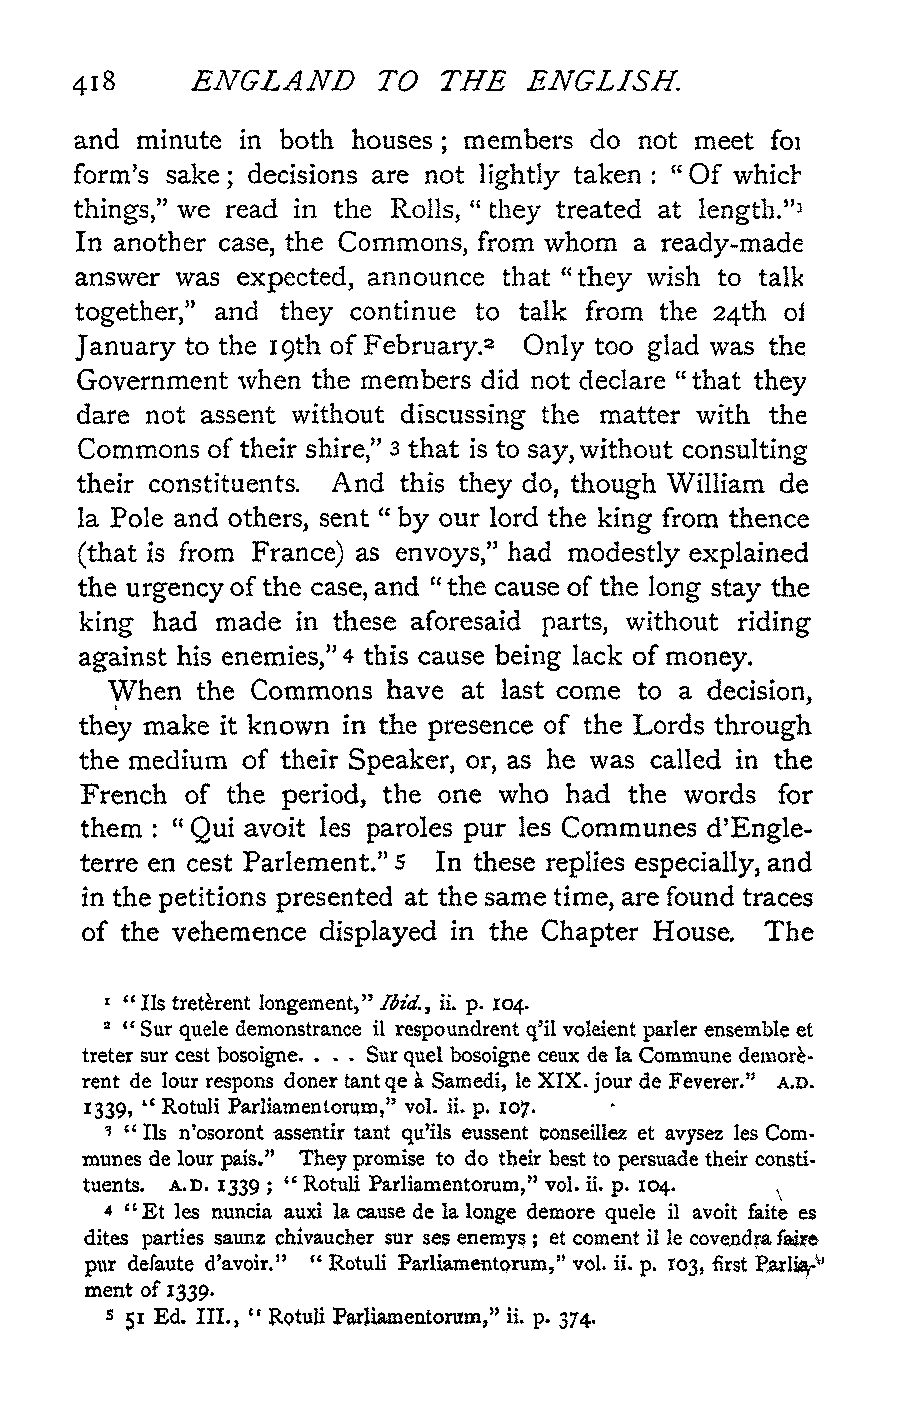 418 ENGLAND TO THE ENGLISH.
and minute in both houses ; members do not meet for
form's sake ; decisions are not lightly taken : “ Of which
things,” we read in the Rolls, “ they treated at length.”¹
In another case, the Commons, from whom a ready-made
answer was expected, announce that “ they wish to talk
together,” and they continue to talk from the 24th of
January to the 19th of February.² Only too glad was the
Government when the members did not declare “ that they
dare not assent without discussing the matter with the
Commons of their shire,” ³ that is to say, without consulting
their constituents. And this they do, though William de
la Pole and others, sent “ by our lord the king from thence
(that is from France) as envoys,” had modestly explained
the urgency of the case, and “ the cause of the long stay the
king had made in these aforesaid parts, without riding
against his enemies,” ⁴ this cause being lack of money.
When the Commons have at last come to a decision,
they make it known in the presence of the Lords through
the medium of their Speaker, or, as he was called in the
French of the period, the one who had the words for
them : “ Qui avoit les paroles pur les Communes d'Engle-
terre en cest Parlement.” ⁵ In these replies especially, and
in the petitions presented at the same time, are found traces
of the vehemence displayed in the Chapter House. The
¹ “ Ils tretèrent longement,” Ibid., ii. p. 104.
² “ Sur quele demonstrance il respoundrent q'il voleient parler ensemble et
treter sur cest bosoigne. . . . Sur quel bosoigne ceux de la Commune demorè-
rent de lour respons doner tant qe à Samedi, le XIX. jour de Feverer.” A.D.
1339, “ Rotuli Parliamentorum,” vol. ii. p. 107.
³ “ Ils n'osoront assentir tant qu'ils eussent conseillez et avysez les Com-
munes de lour pais.” They promise to do their best to persuade their consti-
tuents. A.D. 1339 ; “ Rotuli Parliamentorum,” vol. ii. p. 104.
⁴ “ Et les nuncia auxi la cause de la longe demore quele il avoit faite es
dites parties saunz chivaucher sur ses enemys ; et coment il le covendra faire
pur defaute d'avoir.” “ Rotuli Parliamentorum,” vol. ii. p. 103, first Parlia-
ment of 1339.
⁵ 51 Ed. III., “ Rotuli Parliamentorum,” ii. p. 374.